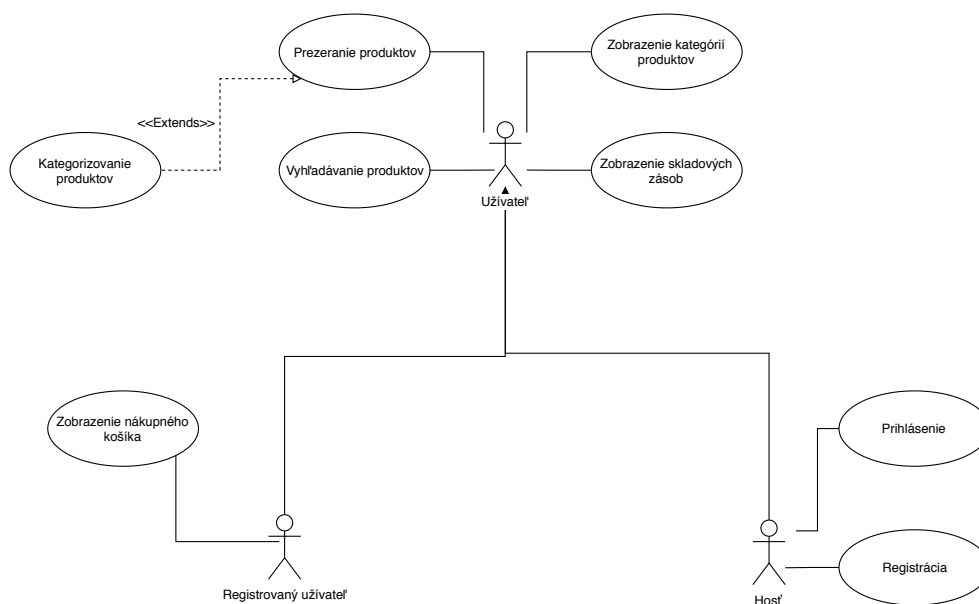 Prezeranie produktov
Zobrazenie kategórií
produktov
<<Extends>>
Kategorizovanie
produktov
Vyhľadávanie produktov
Zobrazenie skladových
zásob
Užívateľ
Zobrazenie nákupného
košíka
Prihlásenie
Registrovaný užívateľ
Registrácia
Hosť